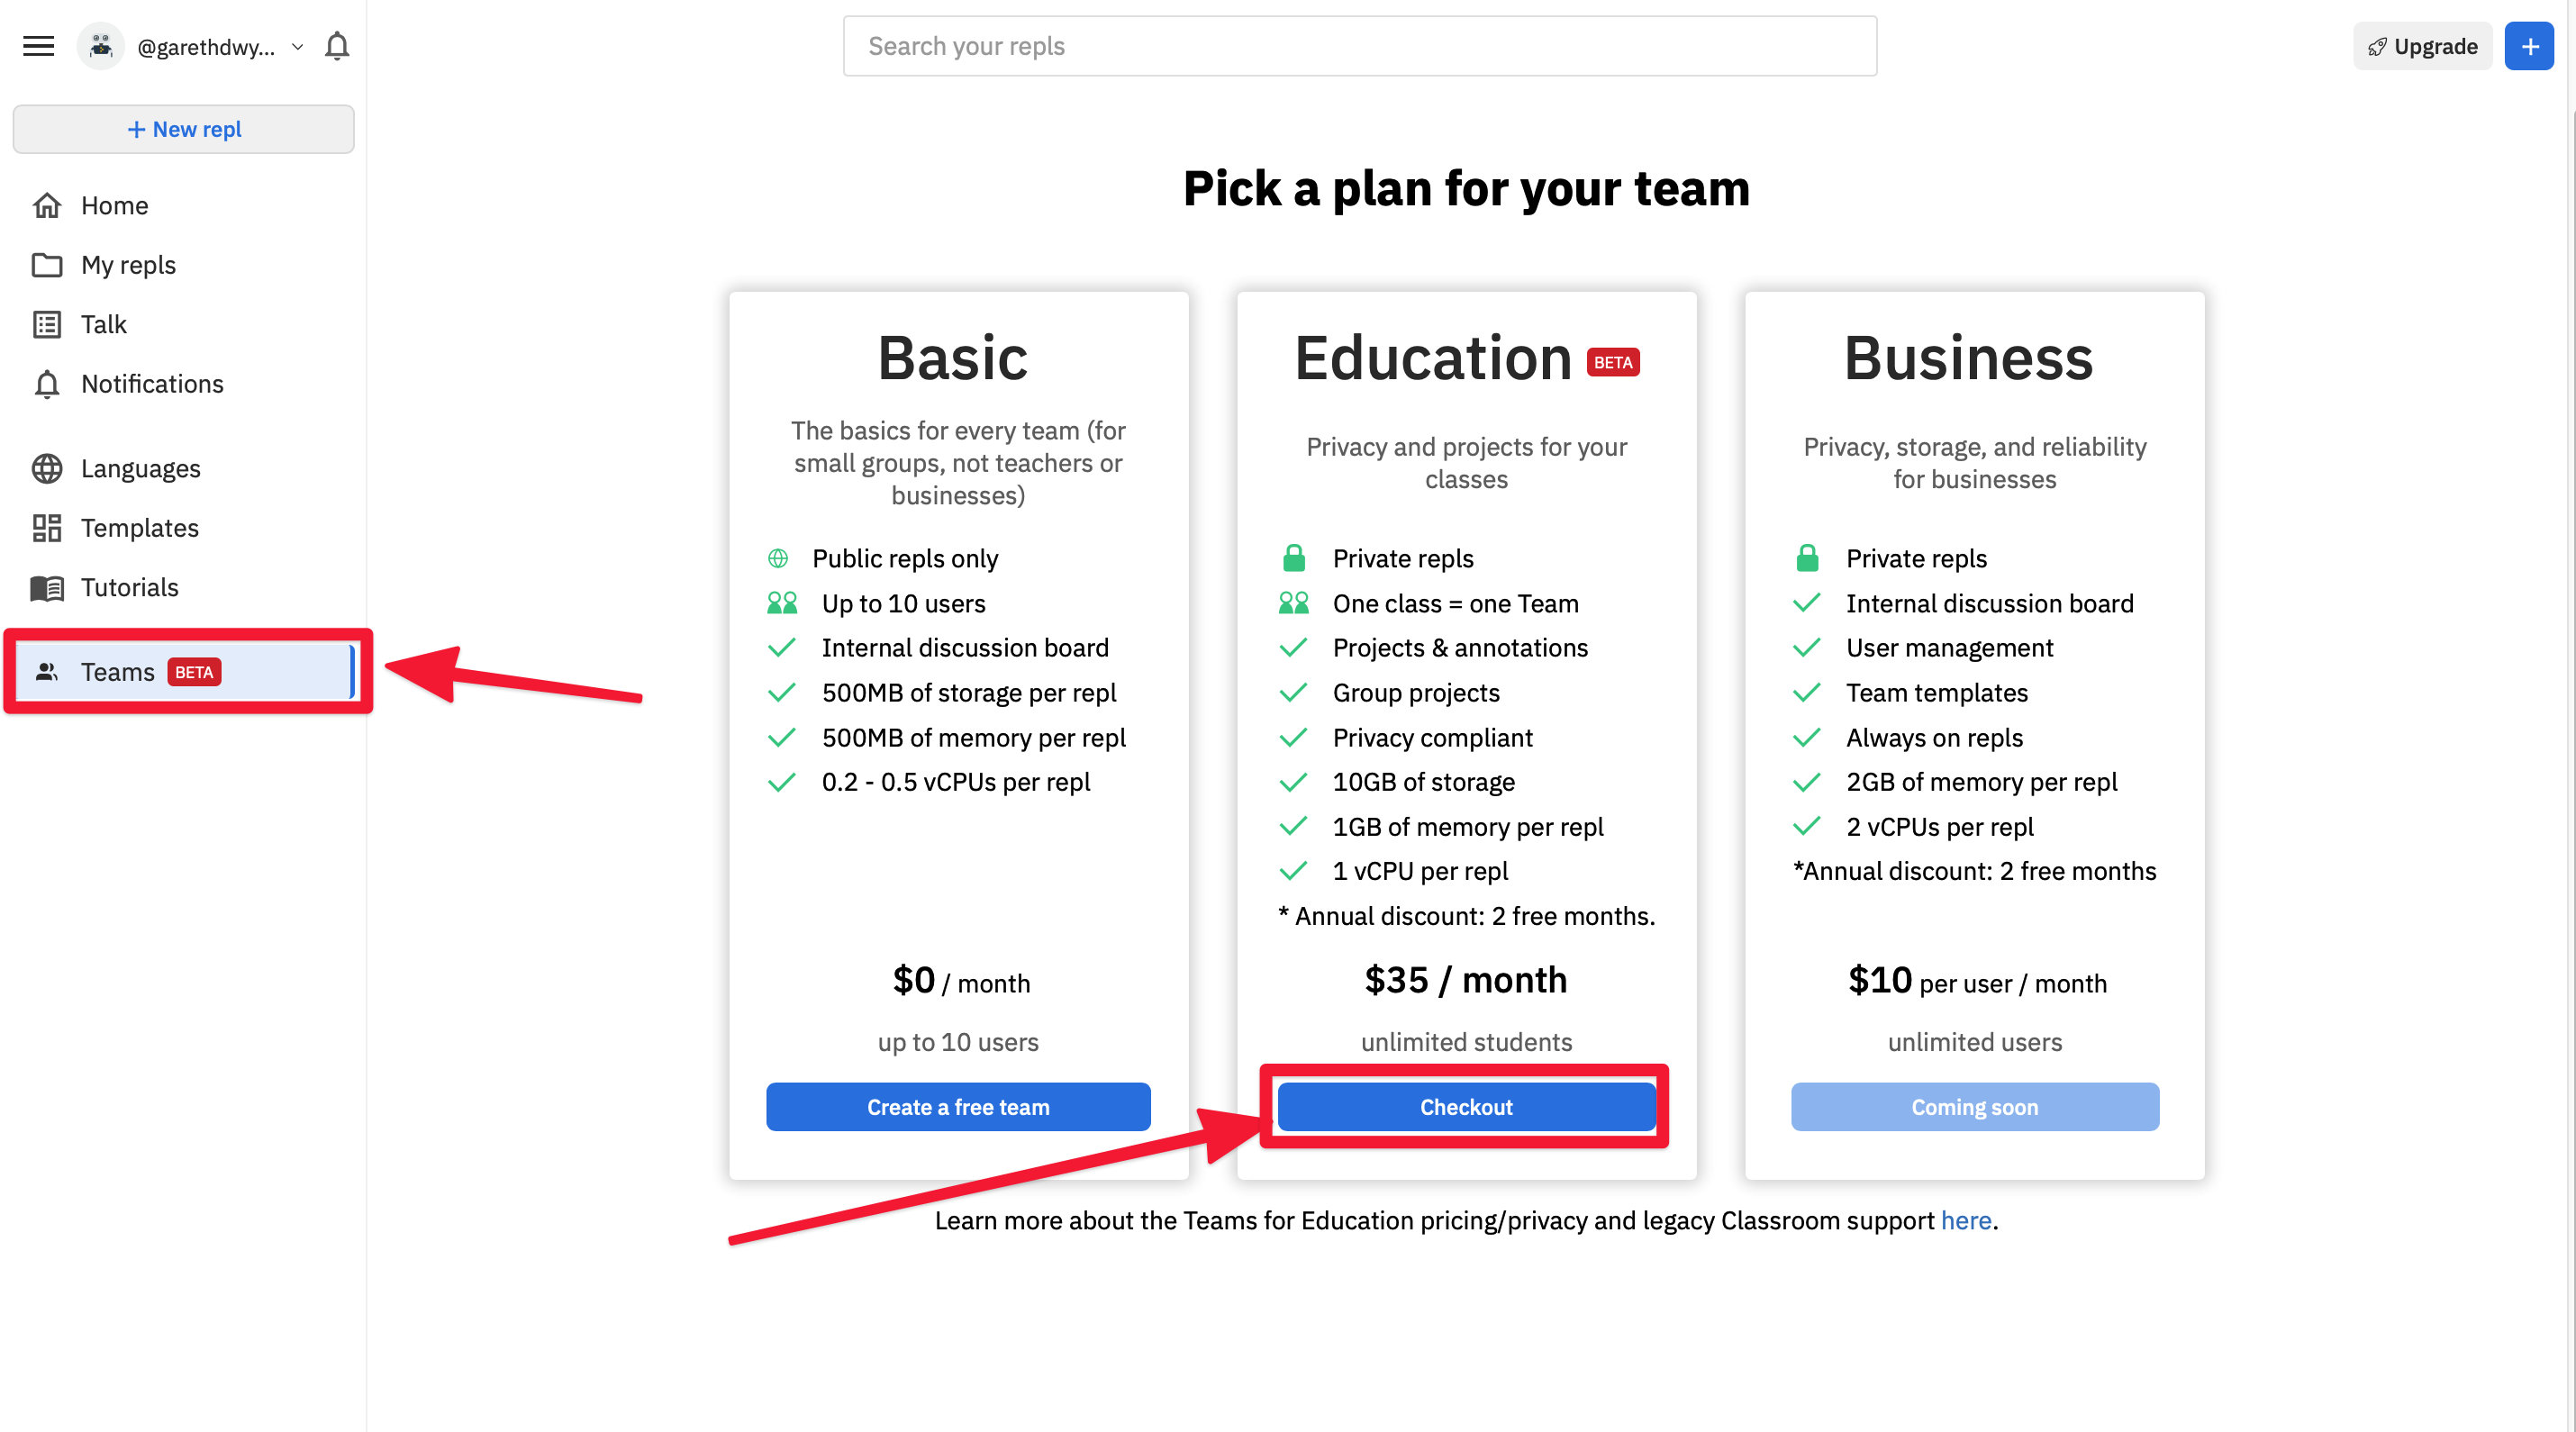 @garethdwy...
Search your repls
Upgrade
+
+ New repl
Home
My repls
Talk
Notifications
Languages
Templates
Tutorials
Teams BETA
Pick a plan for your team
Basic
The basics for every team (for
small groups, not teachers or
businesses)
Public repls only
Up to 10 users
Internal discussion board
500MB of storage per repl
500MB of memory per repl
0.2 - 0.5 vCPUs per repl
$0 / month
up to 10 users
Create a free team
Education BETA
Privacy and projects for your
classes
Private repls
One class = one Team
Projects & annotations
Group projects
Privacy compliant
10GB of storage
1GB of memory per repl
1 vCPU per repl
* Annual discount: 2 free months.
$35 / month
unlimited students
Checkout
Business
Privacy, storage, and reliability
for businesses
Private repls
Internal discussion board
User management
Team templates
Always on repls
2GB of memory per repl
2 vCPUs per repl
*Annual discount: 2 free months
$10 per user / month
unlimited users
Coming soon
Learn more about the Teams for Education pricing/privacy and legacy Classroom support here.